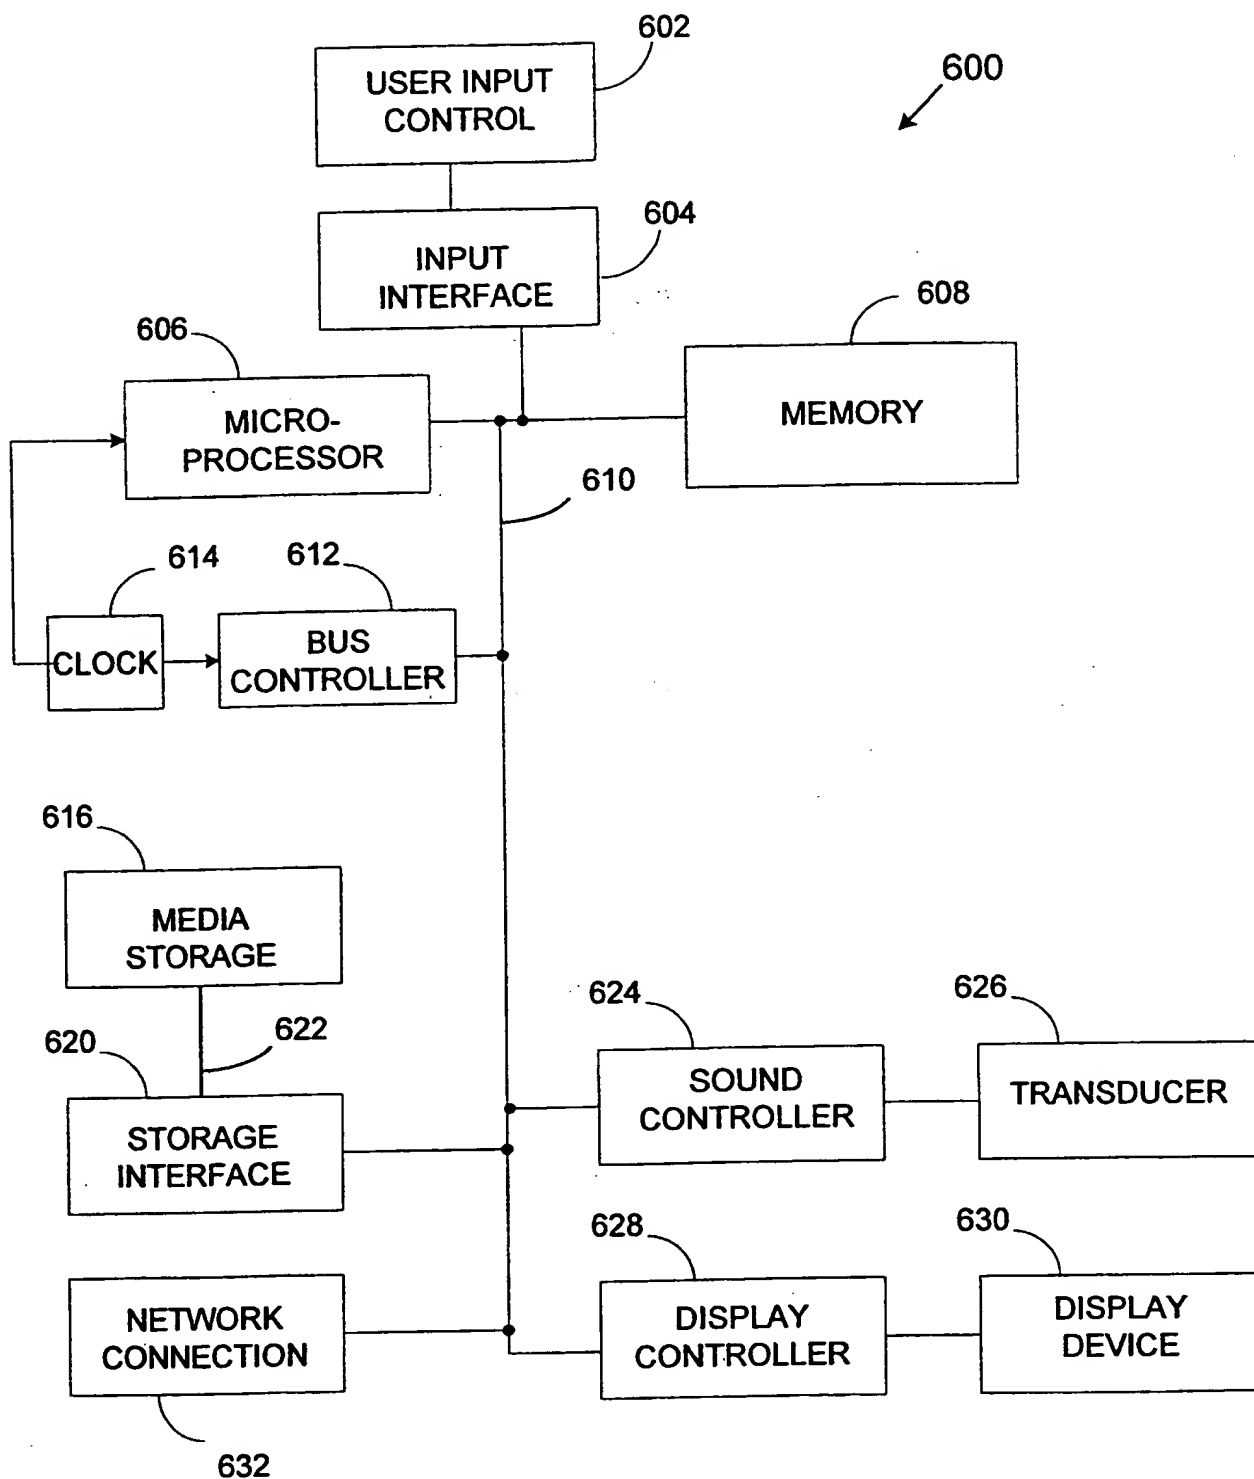 602
USER INPUT
CONTROL
600
604
INPUT
INTERFACE
608
606
MEMORY
MICRO-
PROCESSOR
610
614
612
CLOCK
BUS
CONTROLLER
616
MEDIA
STORAGE
624
626
622
620
SOUND
CONTROLLER
TRANSDUCER
STORAGE
INTERFACE
628
630
NETWORK
CONNECTION
DISPLAY
CONTROLLER
DISPLAY
DEVICE
632